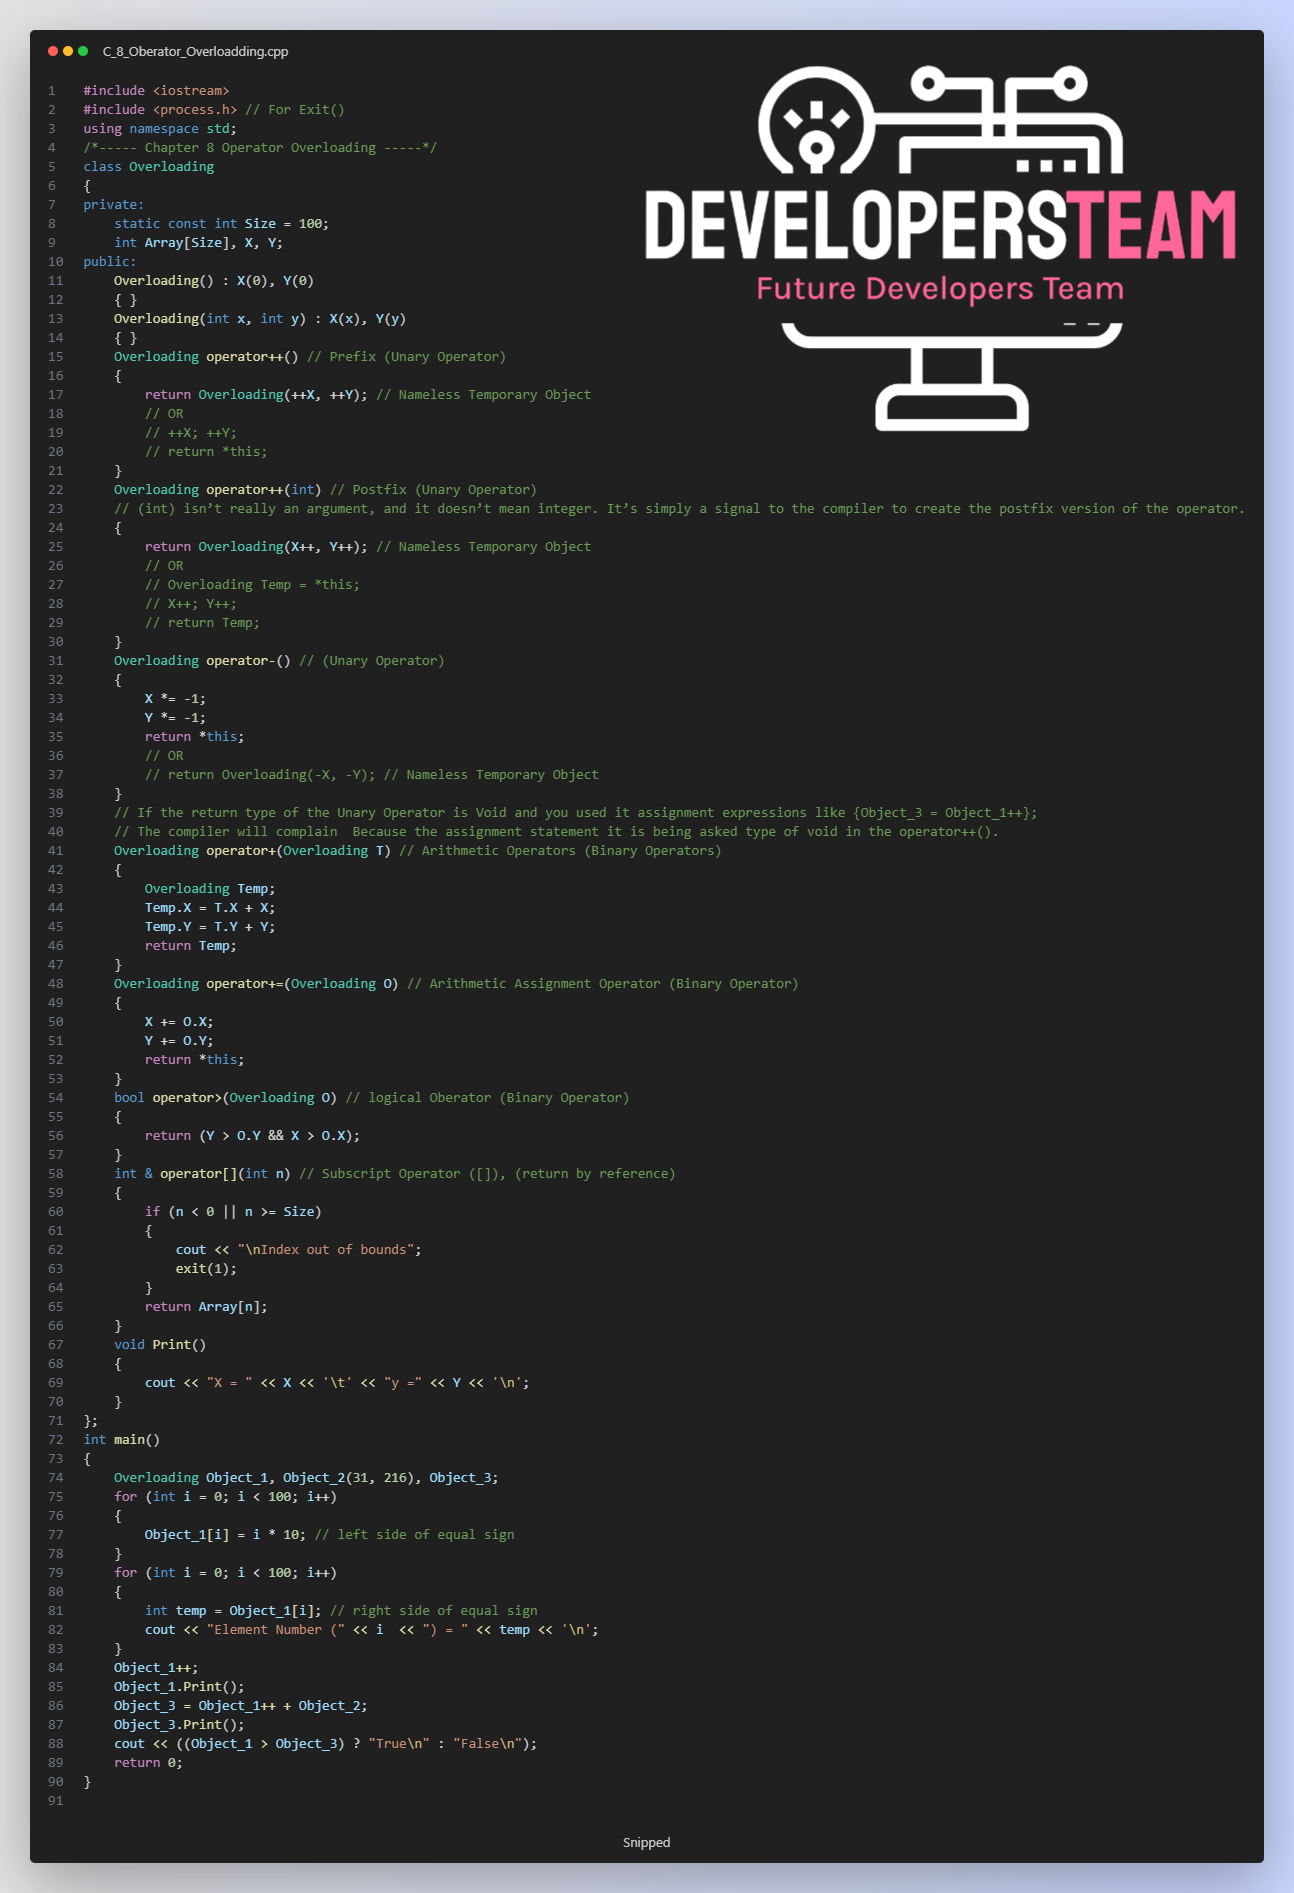 C_8_Oberator_Overloadding.cpp
DEVELOPERSTEAM
Future Developers Team
1 #include <iostream>
2 #include <process.h> // For Exit()
3 using namespace std;
4 /*----- Chapter 8 Operator Overloading -----*/
5 class Overloading
6 {
7 private:
8     static const int Size = 100;
9     int Array[Size], X, Y;
10 public:
11     Overloading() : X(0), Y(0)
12     { }
13     Overloading(int x, int y) : X(x), Y(y)
14     { }
15     Overloading operator++() // Prefix (Unary Operator)
16     {
17         return Overloading(++X, ++Y); // Nameless Temporary Object
18         // OR
19         // ++X; ++Y;
20         // return *this;
21     }
22     Overloading operator++(int) // Postfix (Unary Operator)
23     // (int) isn’t really an argument, and it doesn’t mean integer. It’s simply a signal to the compiler to create the postfix version of the operator.
24     {
25         return Overloading(X++, Y++); // Nameless Temporary Object
26         // OR
27         // Overloading Temp = *this;
28         // X++; Y++;
29         // return Temp;
30     }
31     Overloading operator-() // (Unary Operator)
32     {
33         X *= -1;
34         Y *= -1;
35         return *this;
36         // OR
37         // return Overloading(-X, -Y); // Nameless Temporary Object
38     }
39     // If the return type of the Unary Operator is Void and you used it assignment expressions like {Object_3 = Object_1++};
40     // The compiler will complain  Because the assignment statement it is being asked type of void in the operator++().
41     Overloading operator+(Overloading T) // Arithmetic Operators (Binary Operators)
42     {
43         Overloading Temp;
44         Temp.X = T.X + X;
45         Temp.Y = T.Y + Y;
46         return Temp;
47     }
48     Overloading operator+=(Overloading O) // Arithmetic Assignment Operator (Binary Operator)
49     {
50         X += O.X;
51         Y += O.Y;
52         return *this;
53     }
54     bool operator>(Overloading O) // logical Oberator (Binary Operator)
55     {
56         return (Y > O.Y && X > O.X);
57     }
58     int & operator[](int n) // Subscript Operator ([]), (return by reference)
59     {
60         if (n < 0 || n >= Size)
61         {
62             cout << "\nIndex out of bounds";
63             exit(1);
64         }
65         return Array[n];
66     }
67     void Print()
68     {
69         cout << "X = " << X << '\t' << "y =" << Y << '\n';
70     }
71 };
72 int main()
73 {
74     Overloading Object_1, Object_2(31, 216), Object_3;
75     for (int i = 0; i < 100; i++)
76     {
77         Object_1[i] = i * 10; // left side of equal sign
78     }
79     for (int i = 0; i < 100; i++)
80     {
81         int temp = Object_1[i]; // right side of equal sign
82         cout << "Element Number (" << i  << ") = " << temp << '\n';
83     }
84     Object_1++;
85     Object_1.Print();
86     Object_3 = Object_1++ + Object_2;
87     Object_3.Print();
88     cout << ((Object_1 > Object_3) ? "True\n" : "False\n");
89     return 0;
90 }
91
Snipped